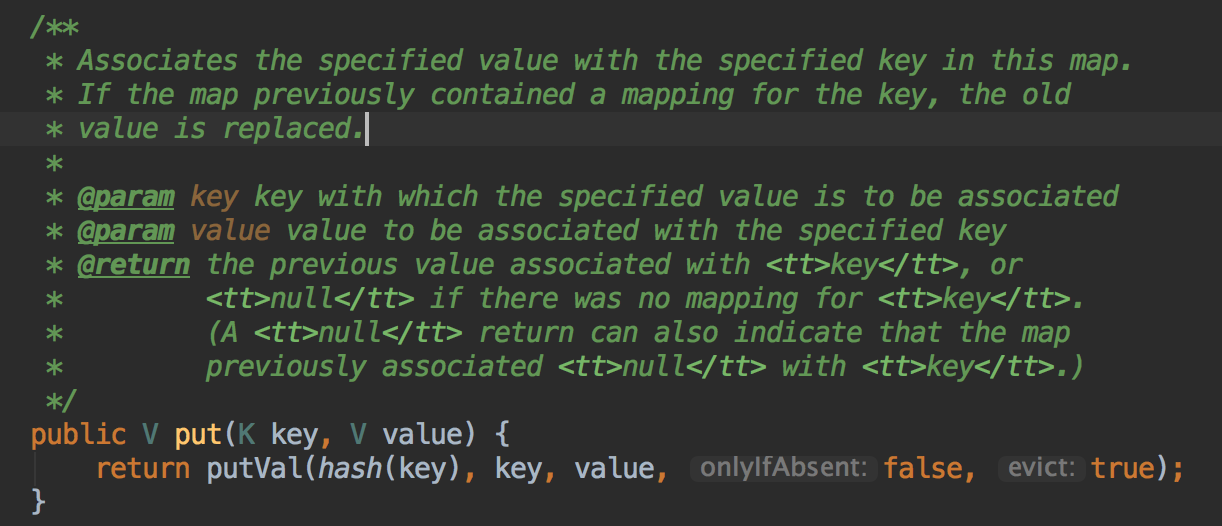 /**
 * Associates the specified value with the specified key in this map.
 * If the map previously contained a mapping for the key, the old
 * value is replaced.
 *
 * @param key key with which the specified value is to be associated
 * @param value value to be associated with the specified key
 * @return the previous value associated with <tt>key</tt>, or
 *         <tt>null</tt> if there was no mapping for <tt>key</tt>.
 *         (A <tt>null</tt> return can also indicate that the map
 *         previously associated <tt>null</tt> with <tt>key</tt>.)
 */
public V put(K key, V value) {
    return putVal(hash(key), key, value, onlyIfAbsent: false, evict: true);
}